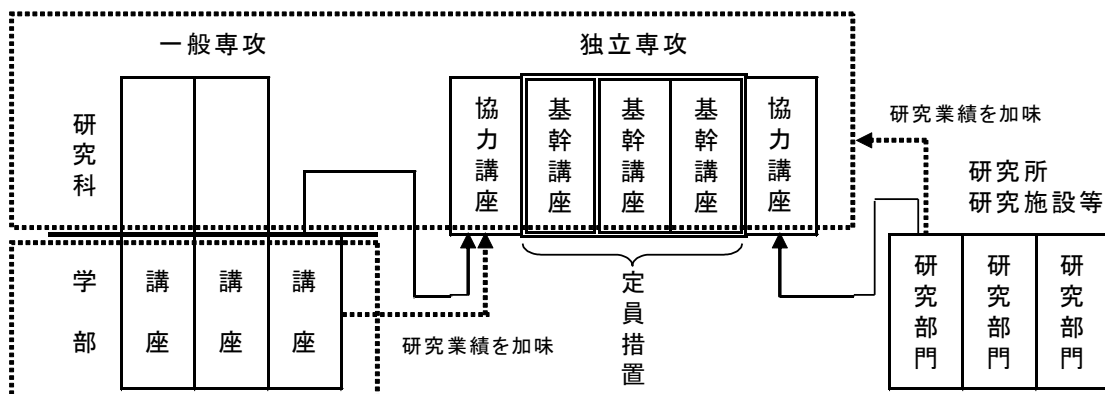 一般専攻
独立専攻
研究科
協力講座
基幹講座
基幹講座
基幹講座
協力講座
研究業績を加味
研究所
研究施設等
学部
講座
講座
講座
研究業績を加味
定員措置
研究部門
研究部門
研究部門